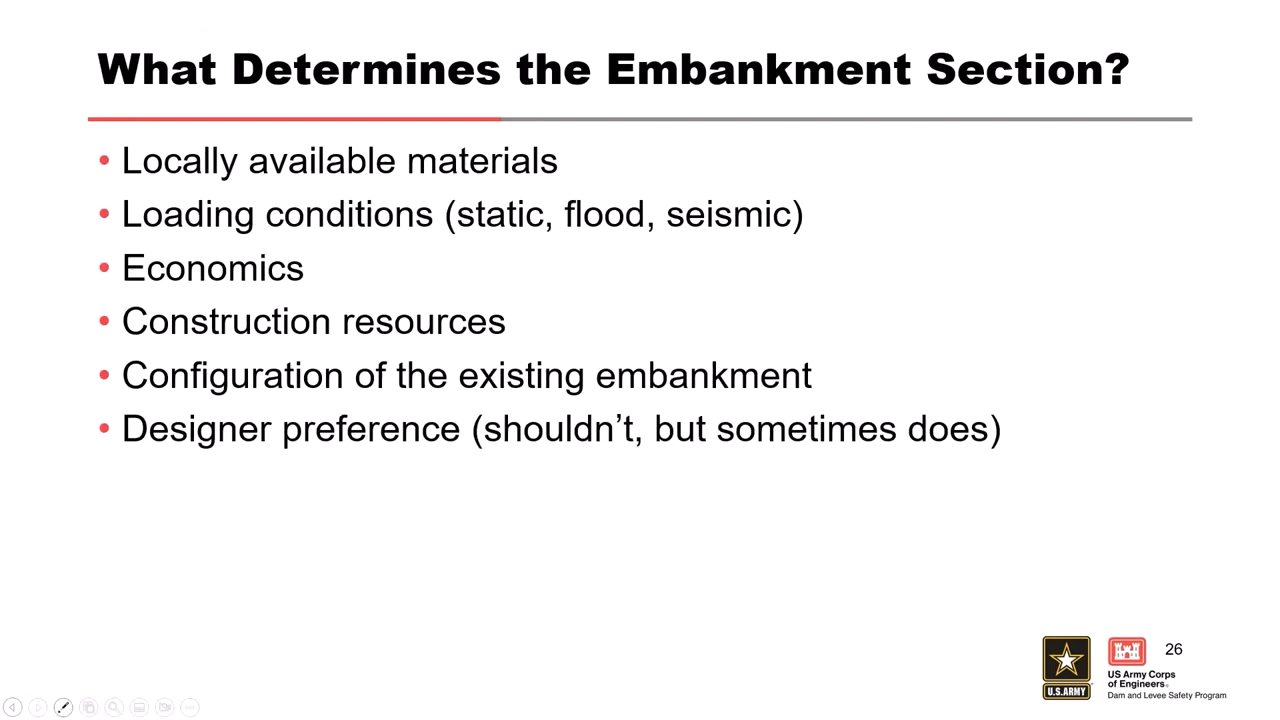 What Determines the Embankment Section?
• Locally available materials
• Loading conditions (static, flood, seismic)
• Economics
• Construction resources
• Configuration of the existing embankment
• Designer preference (shouldn’t, but sometimes does)
26
U.S.ARMY
US Army Corps
of Engineers®
Dam and Levee Safety Program